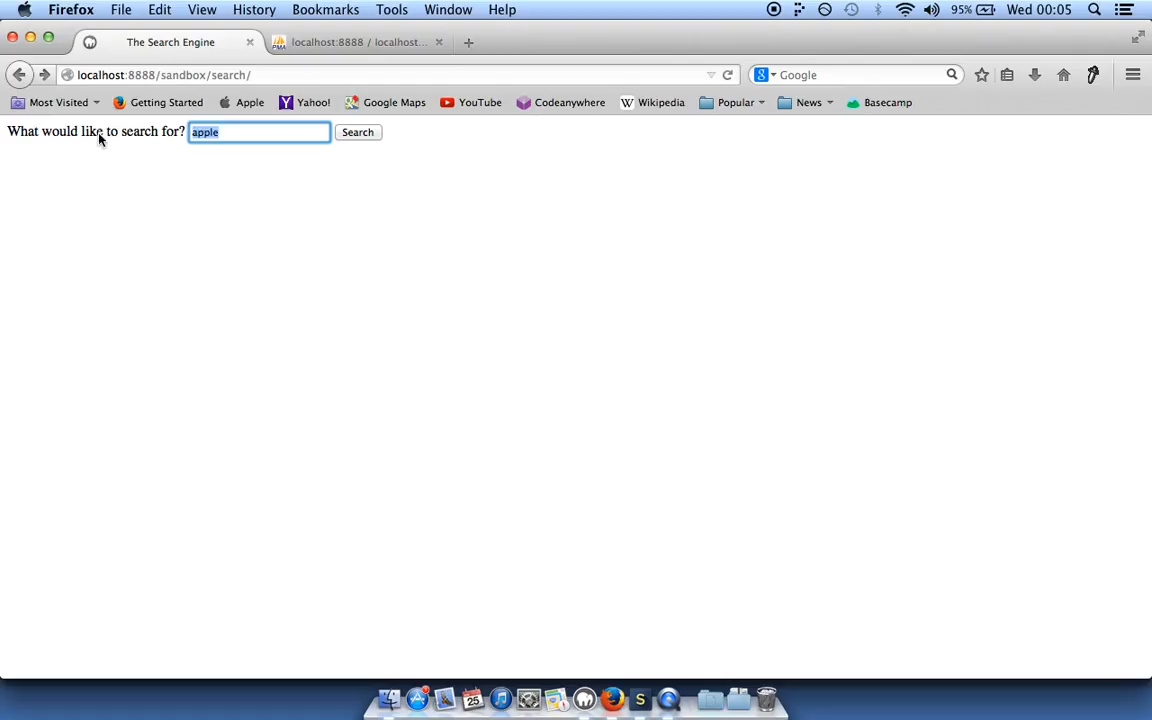 Firefox File Edit View History Bookmarks Tools Window Help 95% Wed 00:05
The Search Engine localhost:8888 / localhost...
localhost:8888/sandbox/search/ Google
Most Visited Getting Started Apple Yahoo! Google Maps YouTube Codeanywhere Wikipedia Popular News Basecamp
What would like to search for? apple Search
25